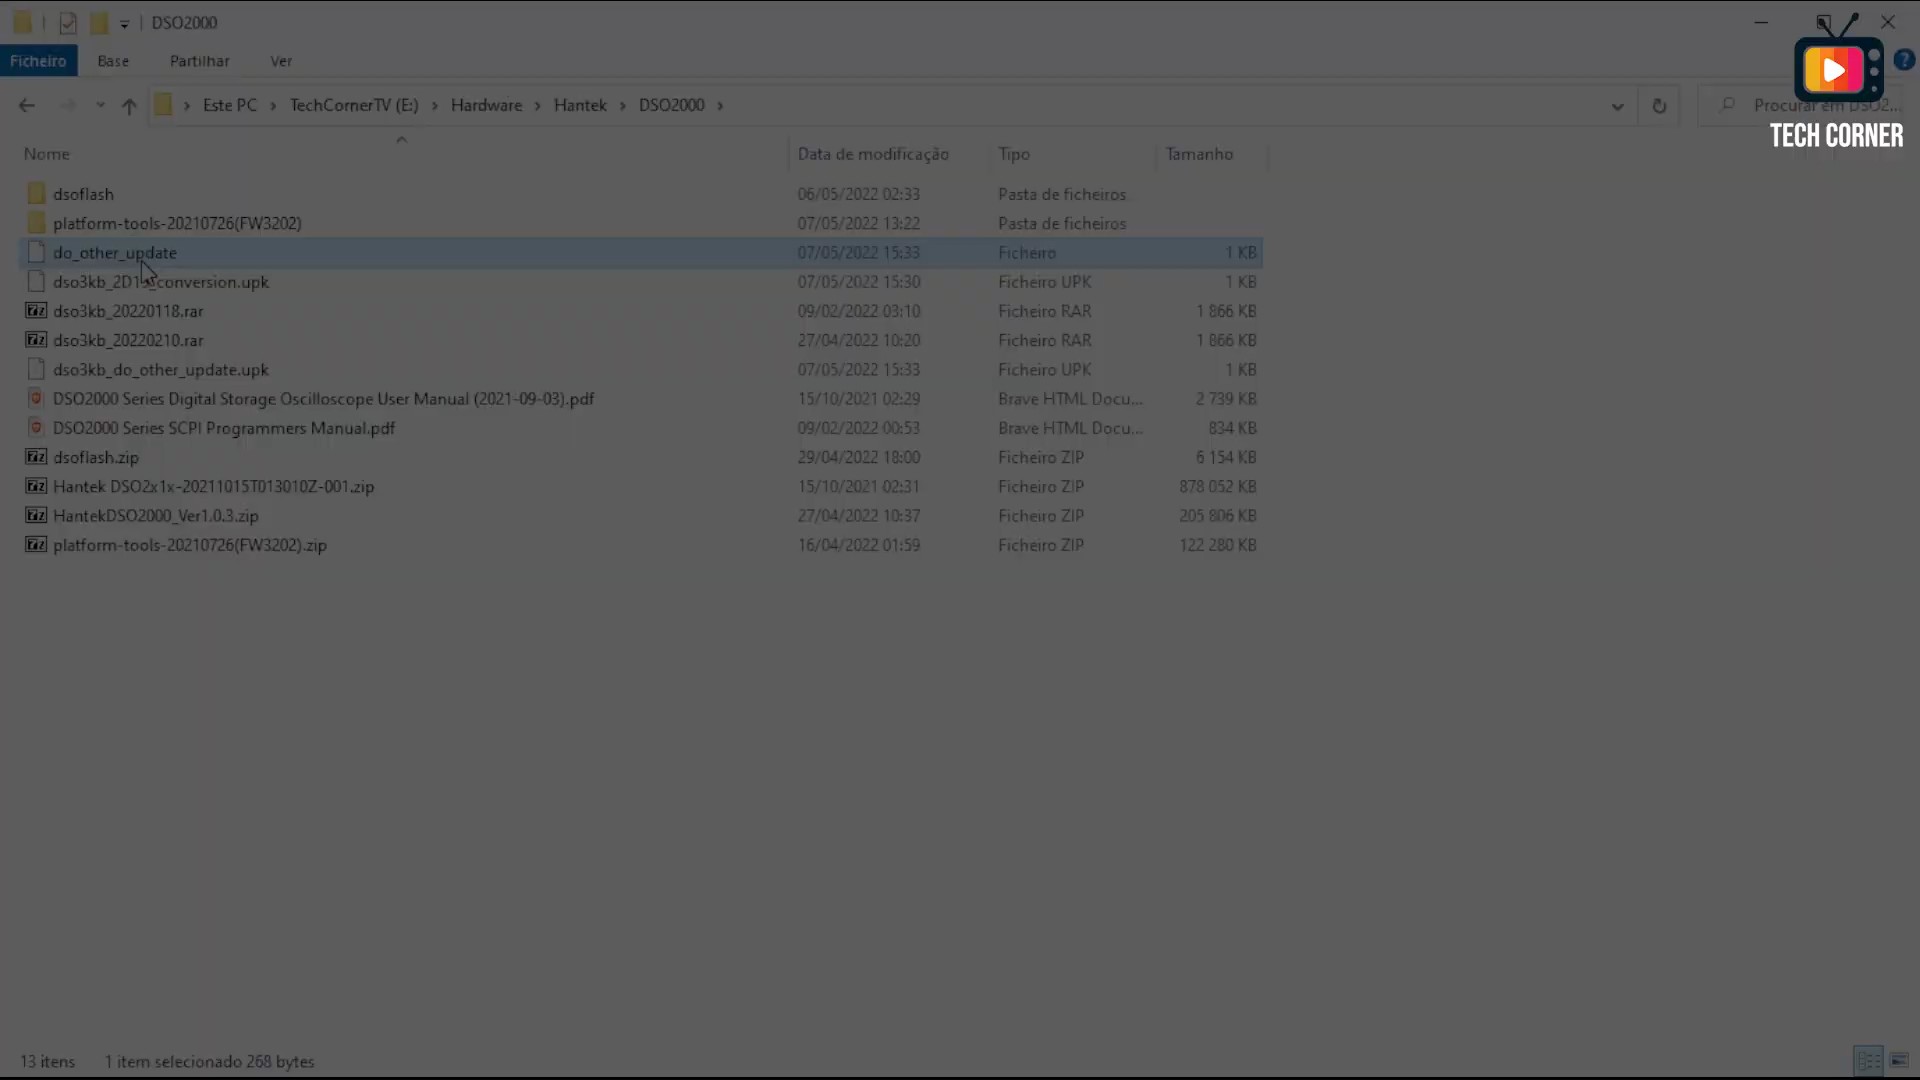 DSO2000
Ficheiro Base Partilhar Ver
Este PC > TechCornerTV (E:) > Hardware > Hantek > DSO2000 > Procurar em DSO2...
TECH CORNER
Nome Data de modificação Tipo Tamanho
dsoflash 06/05/2022 02:33 Pasta de ficheiros
platform-tools-20210726(FW3202) 07/05/2022 13:22 Pasta de ficheiros
do_other_update 07/05/2022 15:33 Ficheiro 1 KB
07/05/2022 15:30 Ficheiro UPK 1 KB
dso3kb_20220118.rar 09/02/2022 03:10 Ficheiro RAR 1 866 KB
dso3kb_20220210.rar 27/04/2022 10:20 Ficheiro RAR 1 866 KB
dso3kb_do_other_update.upk 07/05/2022 15:33 Ficheiro UPK 1 KB
DSO2000 Series Digital Storage Oscilloscope User Manual (2021-09-03).pdf 15/10/2021 02:29 Brave HTML Docu... 2 739 KB
DSO2000 Series SCPI Programmers Manual.pdf 09/02/2022 00:53 Brave HTML Docu... 834 KB
dsoflash.zip 29/04/2022 18:00 Ficheiro ZIP 6 154 KB
Hantek DSO2x1x-20211015T013010Z-001.zip 15/10/2021 02:31 Ficheiro ZIP 878 052 KB
HantekDSO2000_Ver1.0.3.zip 27/04/2022 10:37 Ficheiro ZIP 205 806 KB
platform-tools-20210726(FW3202).zip 16/04/2022 01:59 Ficheiro ZIP 122 280 KB
13 itens 1 item selecionado 268 bytes